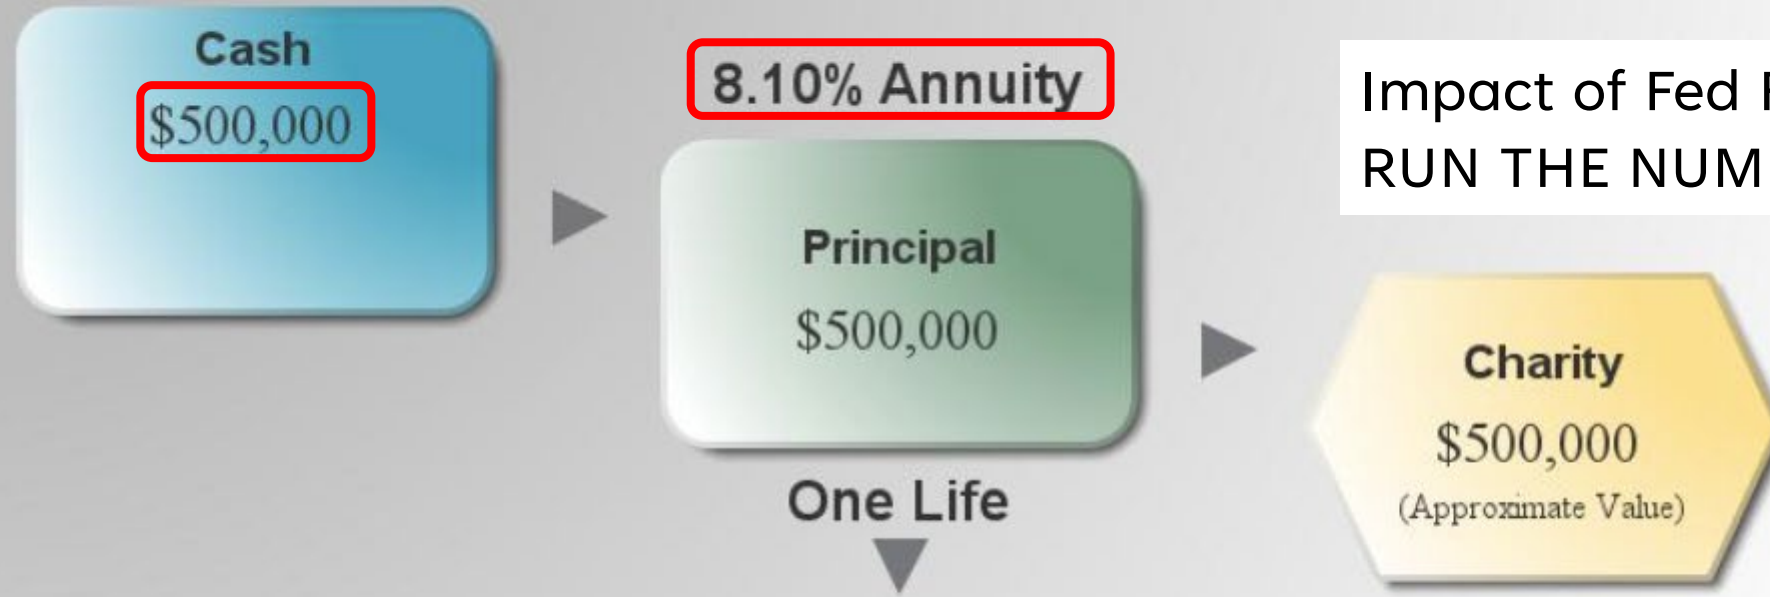 Cash
$500,000
8.10% Annuity
Principal
$500,000
One Life
Impact of Fed
RUN THE NUM
Charity
$500,000
(Approximate Value)